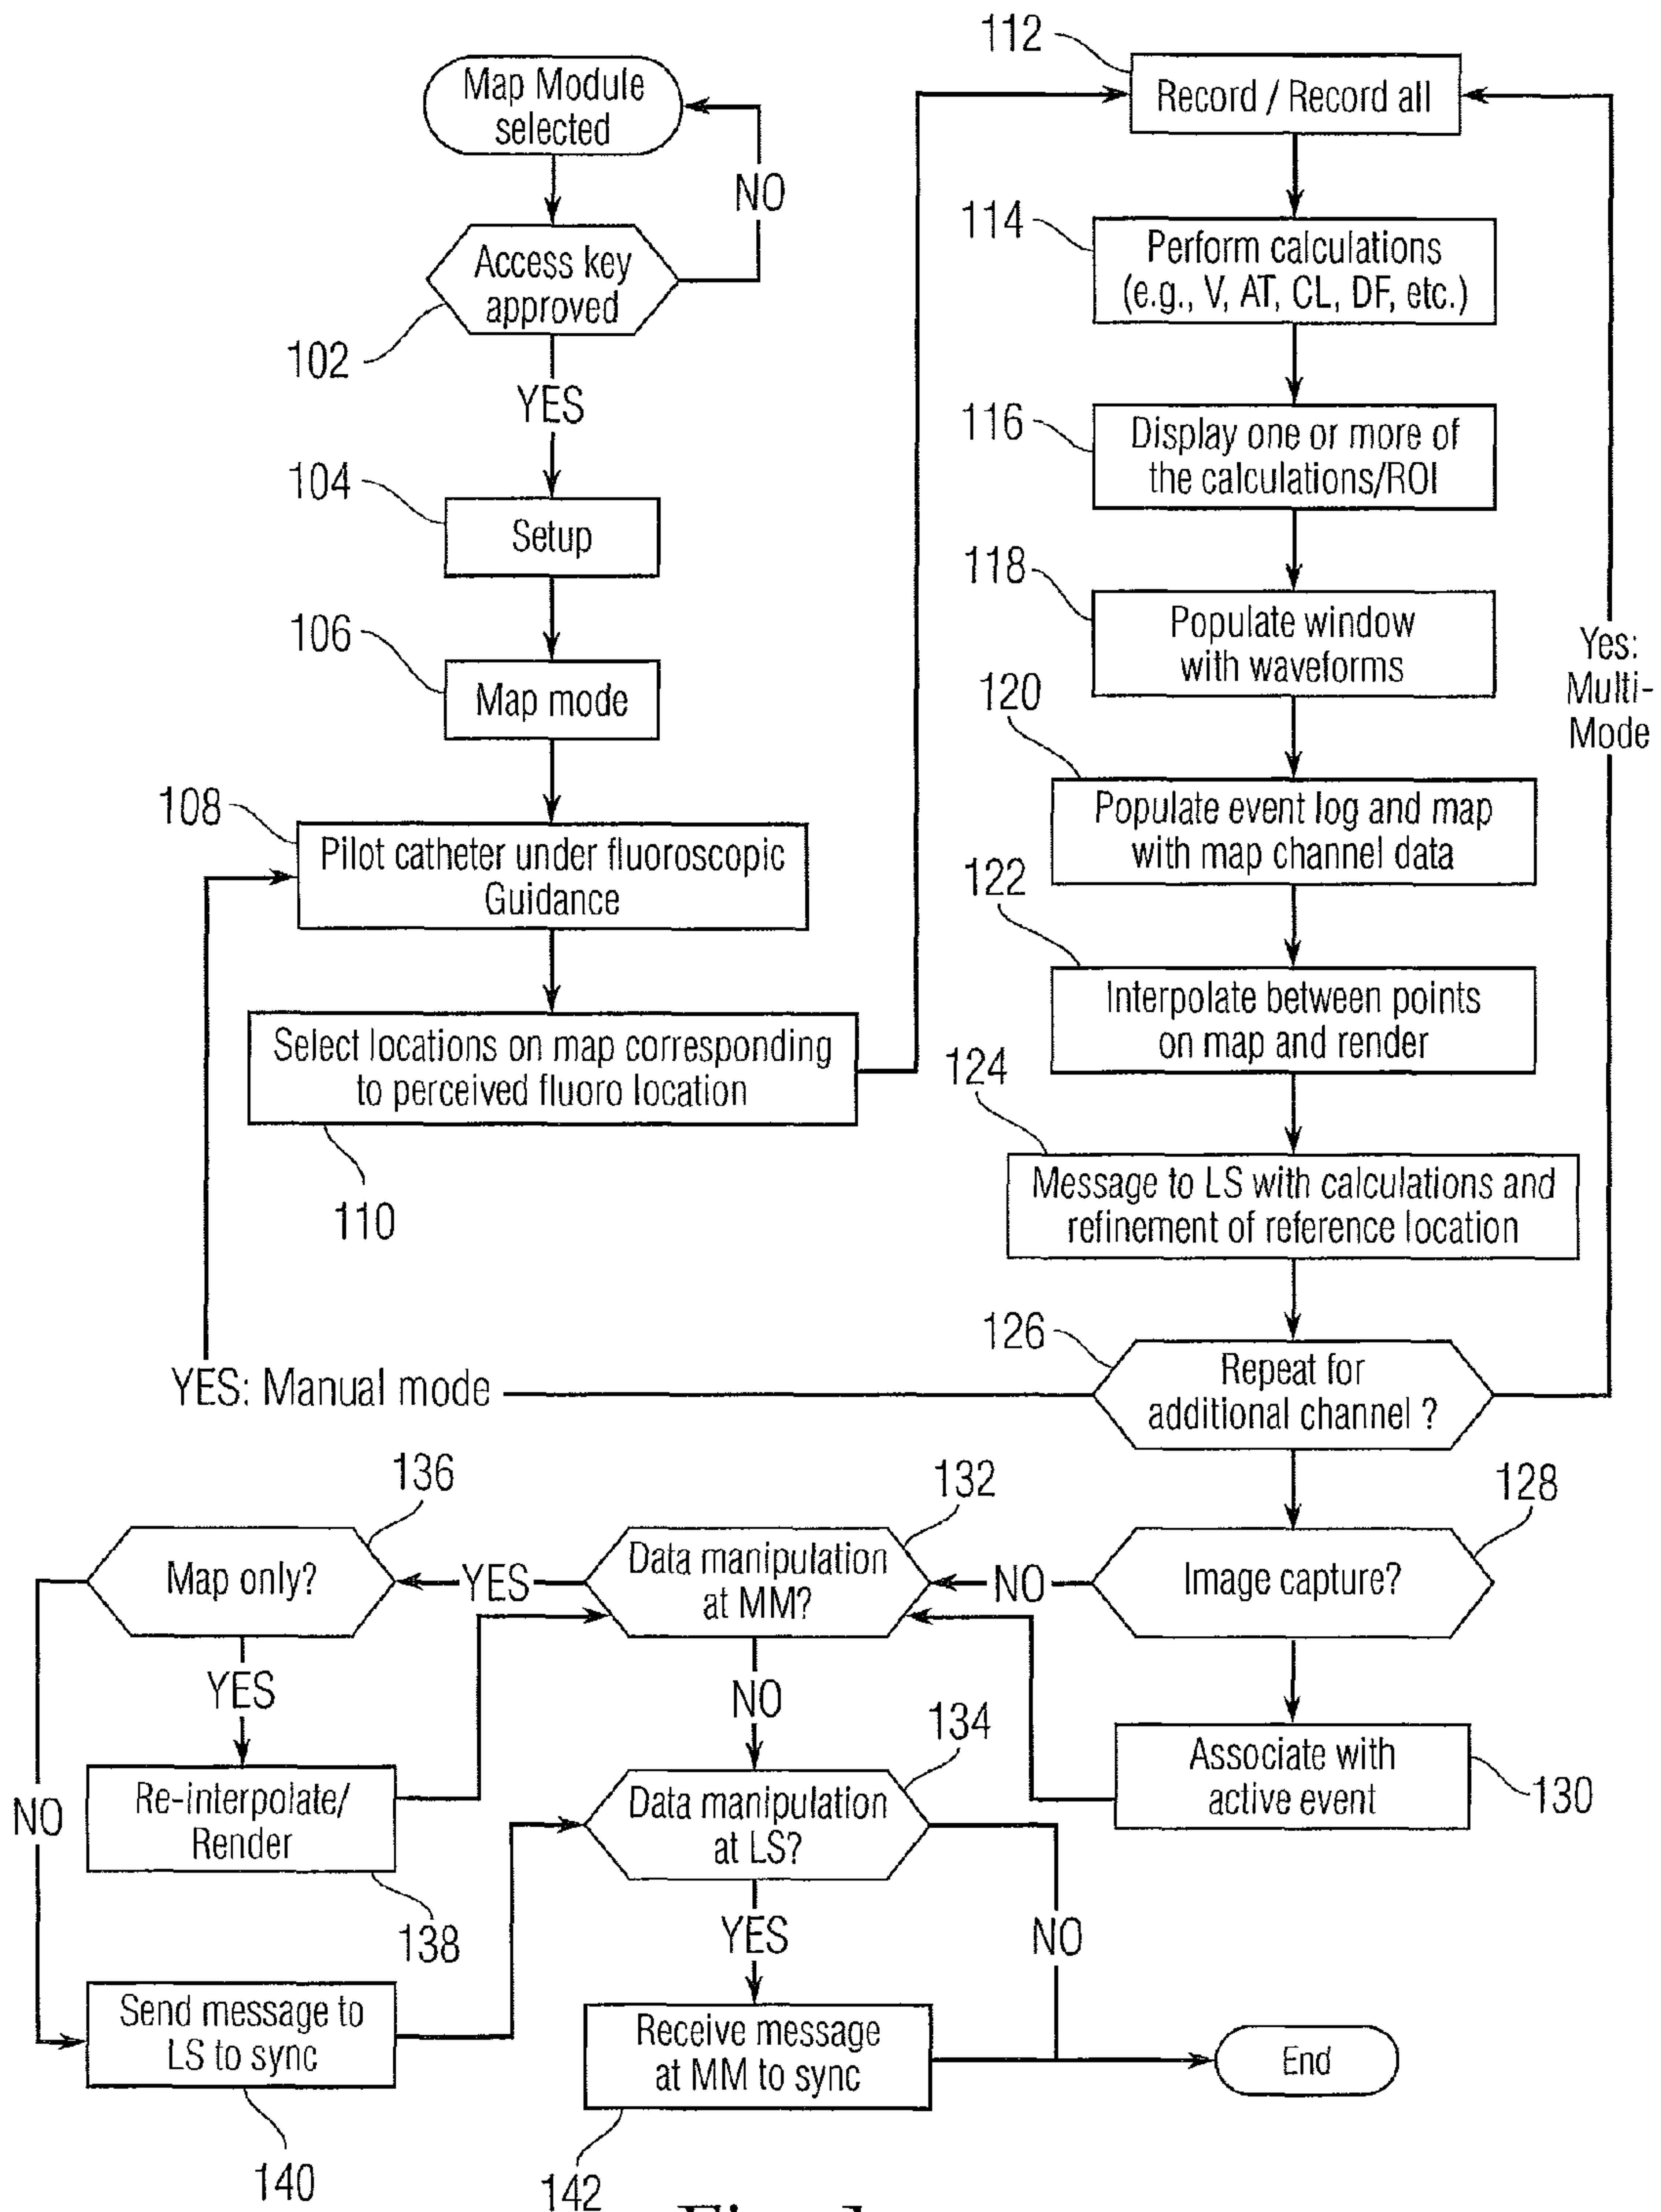 Map Module
selected
NO
Access key
approved
102
YES
104
Setup
106
Map mode
108
Pilot catheter under fluoroscopic
Guidance
Select locations on map corresponding
to perceived fluoro location
110
112
Record / Record all
114
Perform calculations
(e.g., V, AT, CL, DF, etc.)
116
Display one or more of
the calculations/ROI
118
Populate window
with waveforms
Yes:
Multi-
Mode
120
Populate event log and map
with map channel data
122
Interpolate between points
on map and render
124
Message to LS with calculations and
refinement of reference location
126
Repeat for
additional channel ?
YES: Manual mode
128
Image capture?
NO
130
Associate with
active event
132
Data manipulation
at MM?
YES
NO
136
Map only?
YES
NO
Re-interpolate/
Render
138
134
Data manipulation
at LS?
YES
NO
Send message to
LS to sync
140
Receive message
at MM to sync
142
End